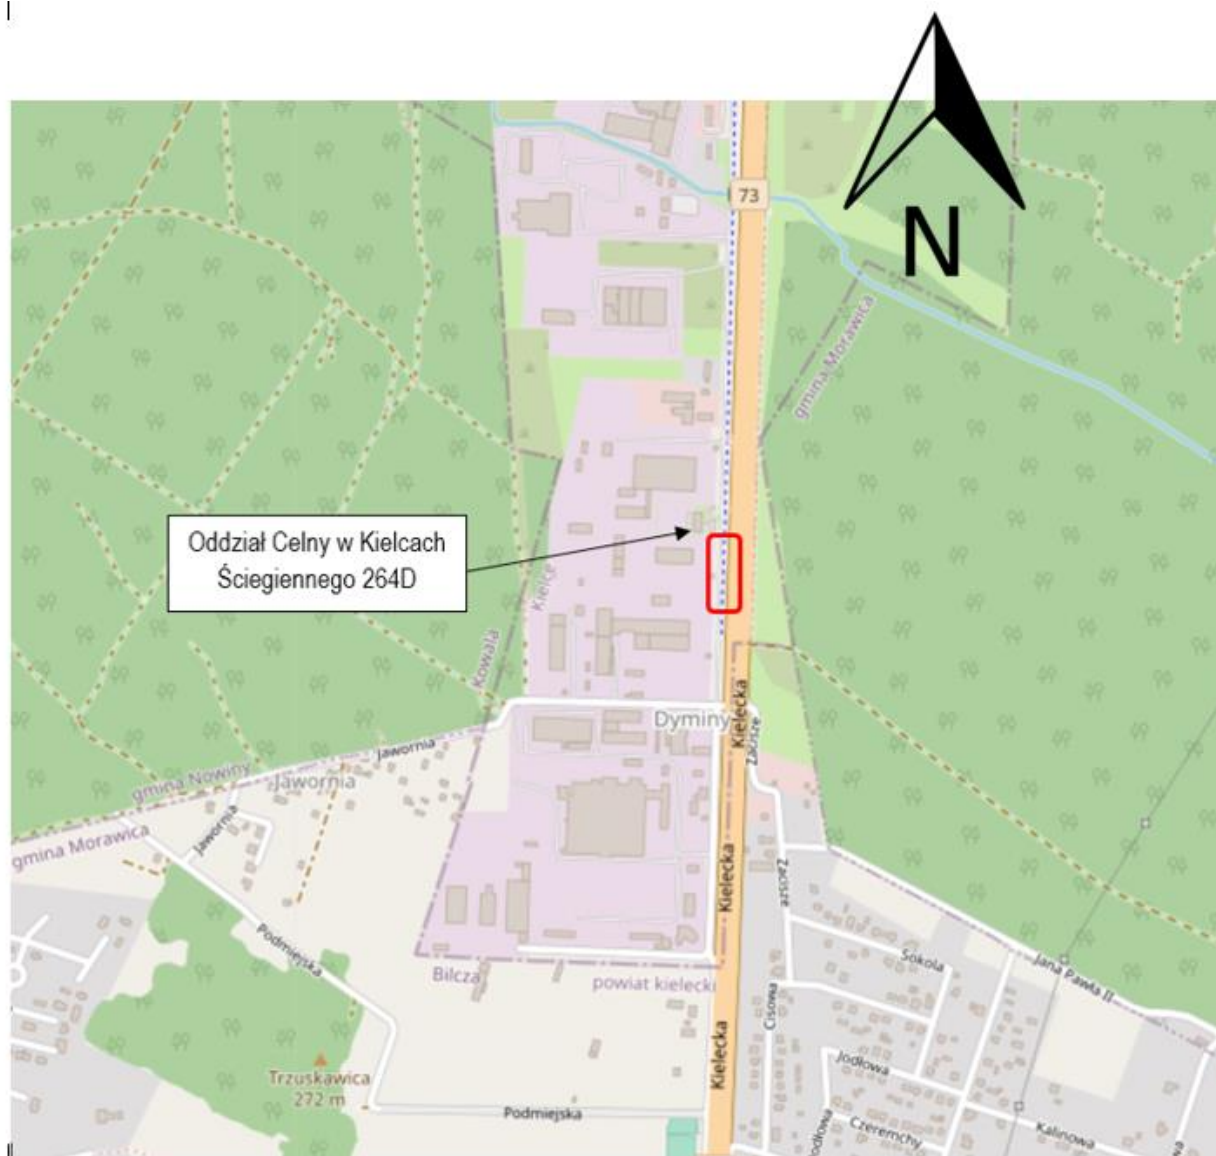 N
73
gmina Morawica
Oddział Celny w Kielcach
Ściegiennego 264D
Kielce
Kowala
Dyminy
Kielecka
Zacisze
Jawornia
gmina Nowiny
Jawornia
Jawornia
gmina Morawica
Kielecka
Zacisze
Podmiejska
Bilcza
powiat kielecki
Sokola
Jana Pawła II
Cisowa
Kielecka
Trzuskawica
272 m
Jodłowa
Podmiejska
Czeremchy
Kalinowa